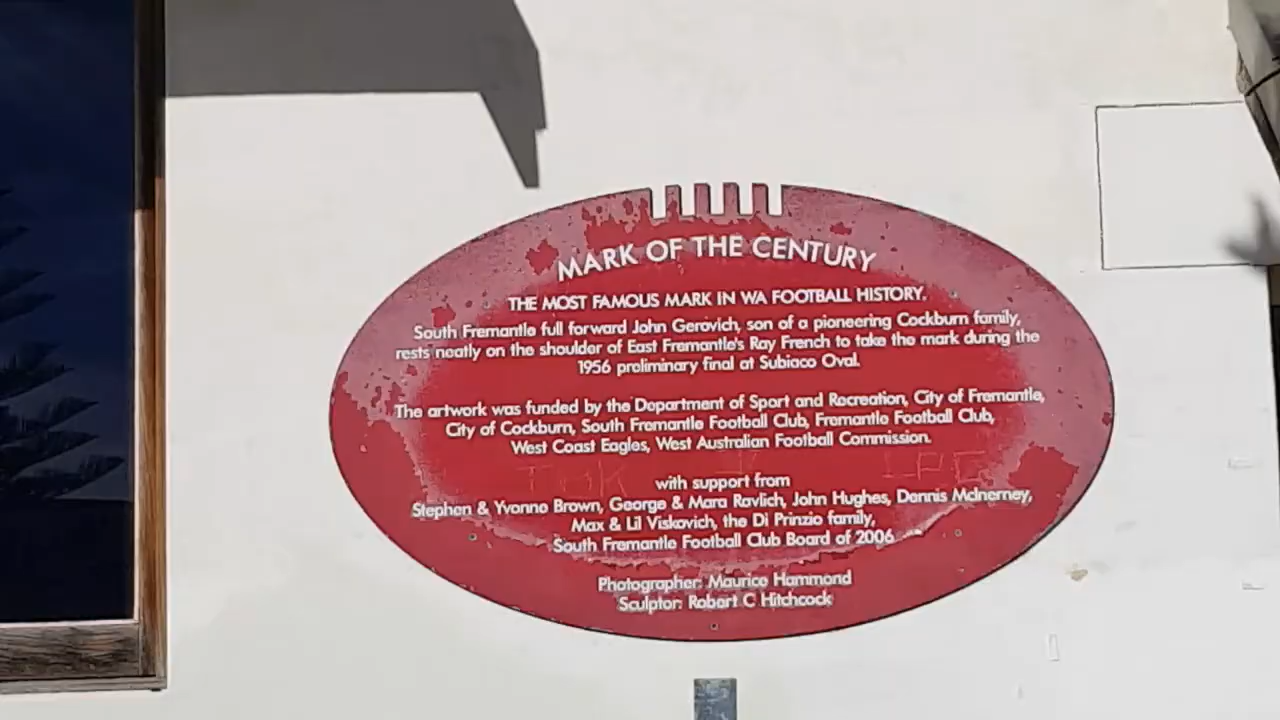 MARK OF THE CENTURY
THE MOST FAMOUS MARK IN WA FOOTBALL HISTORY.
South Fremantle full forward John Gerovich, son of a pioneering Cockburn family,
rests neatly on the shoulder of East Fremantle's Ray French to take the mark during the
1956 preliminary final at Subiaco Oval.
The artwork was funded by the Department of Sport and Recreation, City of Fremantle,
City of Cockburn, South Fremantle Football Club, Fremantle Football Club,
West Coast Eagles, West Australian Football Commission.
with support from
Stephen & Yvonne Brown, George & Mara Ravlich, John Hughes, Dennis McInerney,
Max & Lil Viskovich, the Di Prinzio family,
South Fremantle Football Club Board of 2006
Photographer: Maurice Hammond
Sculptor: Robert C Hitchcock